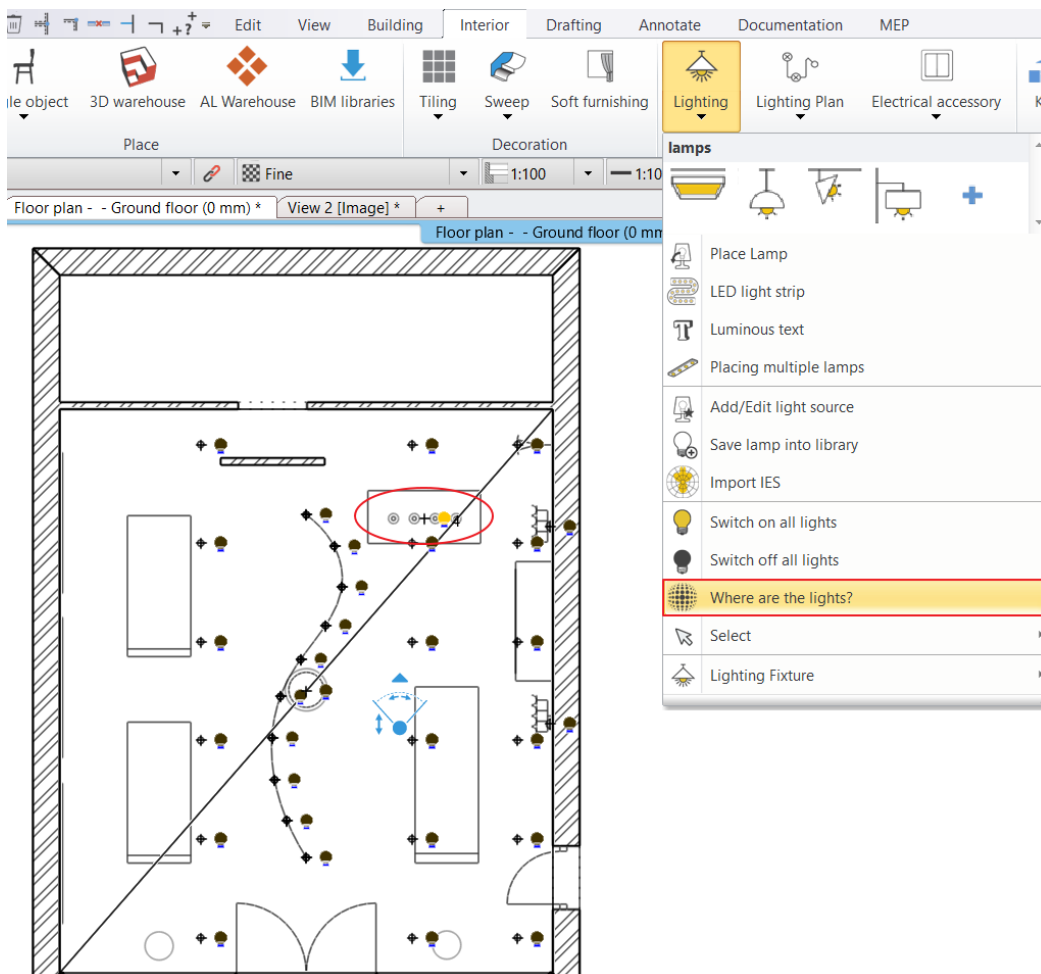 Edit View Building Interior Drafting Annotate Documentation MEP
le object 3D warehouse AL Warehouse BIM libraries Tiling Sweep Soft furnishing Lighting Lighting Plan Electrical accessory K
Place Decoration
lamps
Fine 1:100 1:10
Floor plan - - Ground floor (0 mm) * View 2 [Image] * +
Floor plan - - Ground floor (0 mm
Place Lamp
LED light strip
Luminous text
Placing multiple lamps
Add/Edit light source
Save lamp into library
Import IES
Switch on all lights
Switch off all lights
Where are the lights?
Select
Lighting Fixture